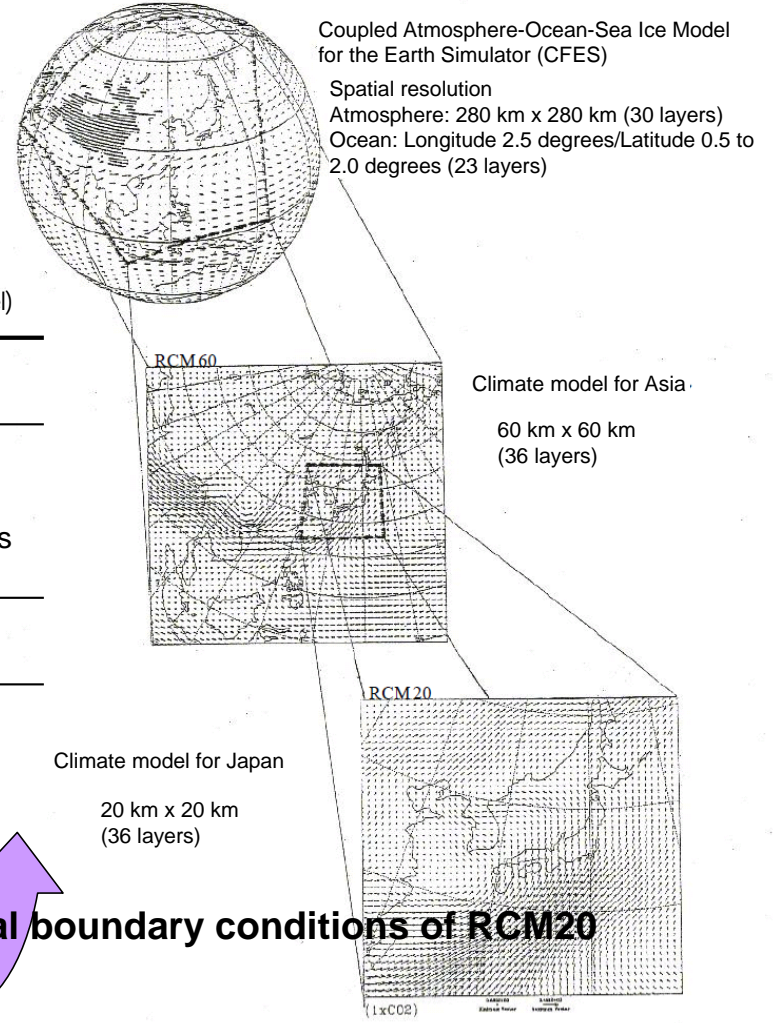 Coupled Atmosphere-Ocean-Sea Ice Model
for the Earth Simulator (CFES)
Spatial resolution
Atmosphere: 280 km x 280 km (30 layers)
Ocean: Longitude 2.5 degrees/Latitude 0.5 to
2.0 degrees (23 layers)
RCM60
Climate model for Asia
60 km x 60 km
(36 layers)
RCM20
Climate model for Japan
20 km x 20 km
(36 layers)
boundary conditions of RCM20
(1xCO2)